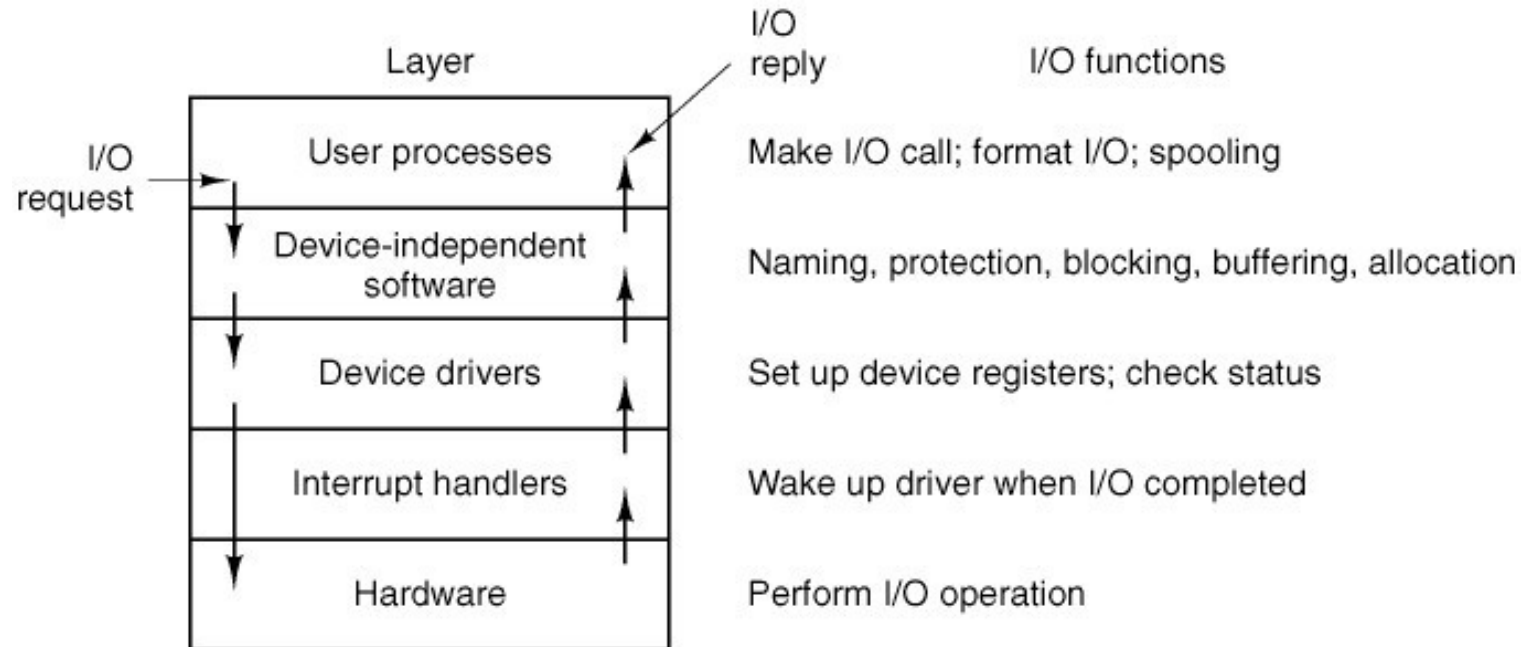 Layer
I/O
reply
I/O functions
I/O
request
User processes
Make I/O call; format I/O; spooling
Device-independent
software
Naming, protection, blocking, buffering, allocation
Device drivers
Set up device registers; check status
Interrupt handlers
Wake up driver when I/O completed
Hardware
Perform I/O operation